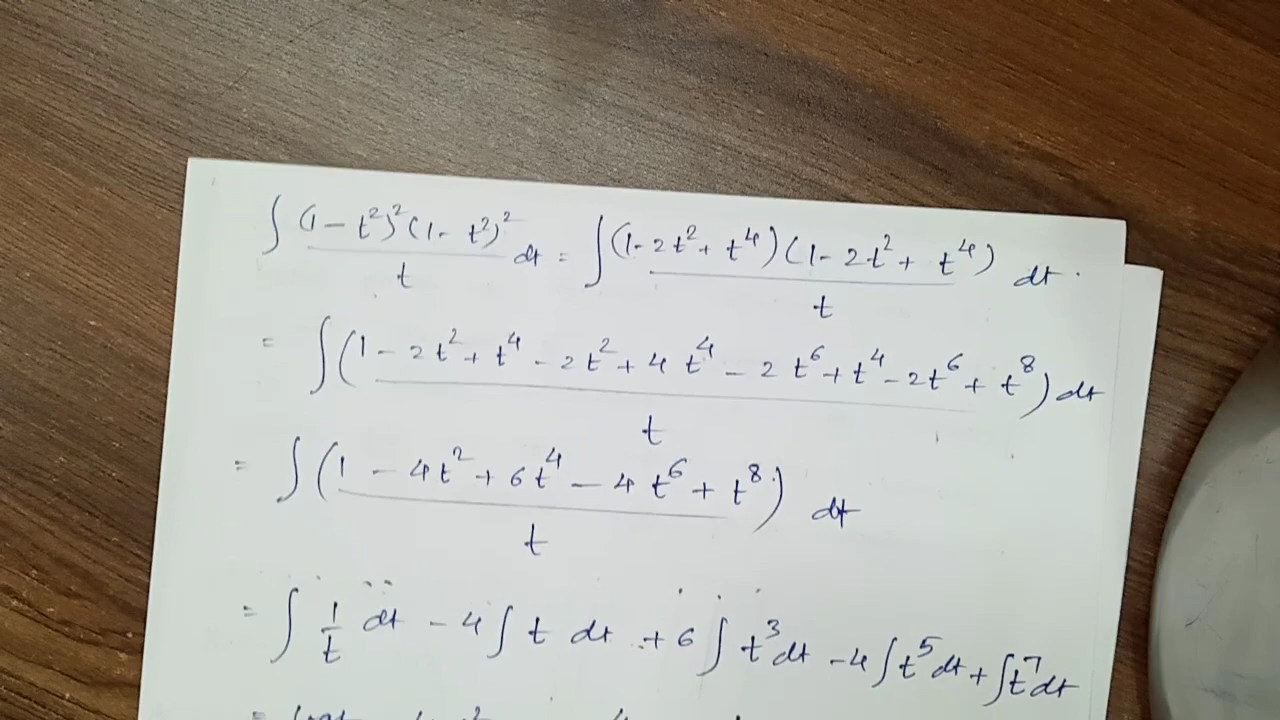 ∫ (1 - t²)² (1 - t²)² / t dt = ∫ (1 - 2t² + t⁴) (1 - 2t² + t⁴) / t dt.
= ∫ (1 - 2t² + t⁴ - 2t² + 4t⁴ - 2t⁶ + t⁴ - 2t⁶ + t⁸) / t dt
= ∫ (1 - 4t² + 6t⁴ - 4t⁶ + t⁸) / t dt
= ∫ 1/t dt - 4 ∫ t dt + 6 ∫ t³ dt - 4 ∫ t⁵ dt + ∫ t⁷ dt